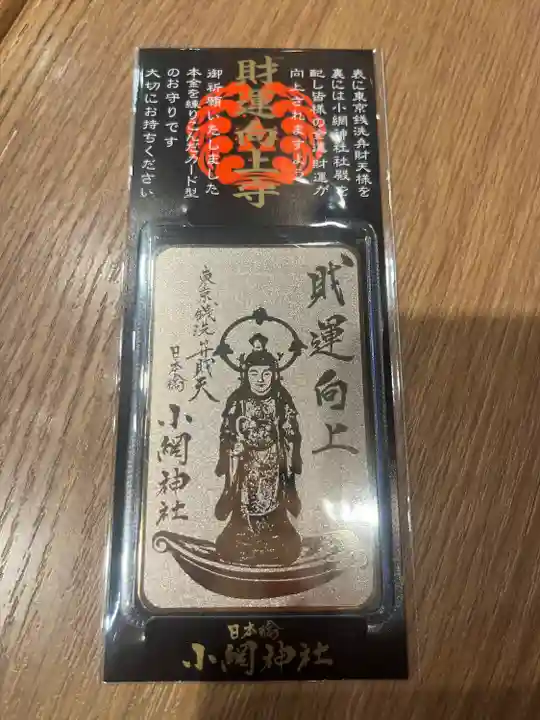 財運向上守
表に東京銭洗弁財天様を
裏には小網神社社殿を
配し皆様の金運財運が
向上されますよう
御祈願いたしました
本金を練りこんだカード型
のお守りです
大切にお持ちください
財運向上
東京銭洗弁財天
日本橋
小網神社
日本橋
小網神社